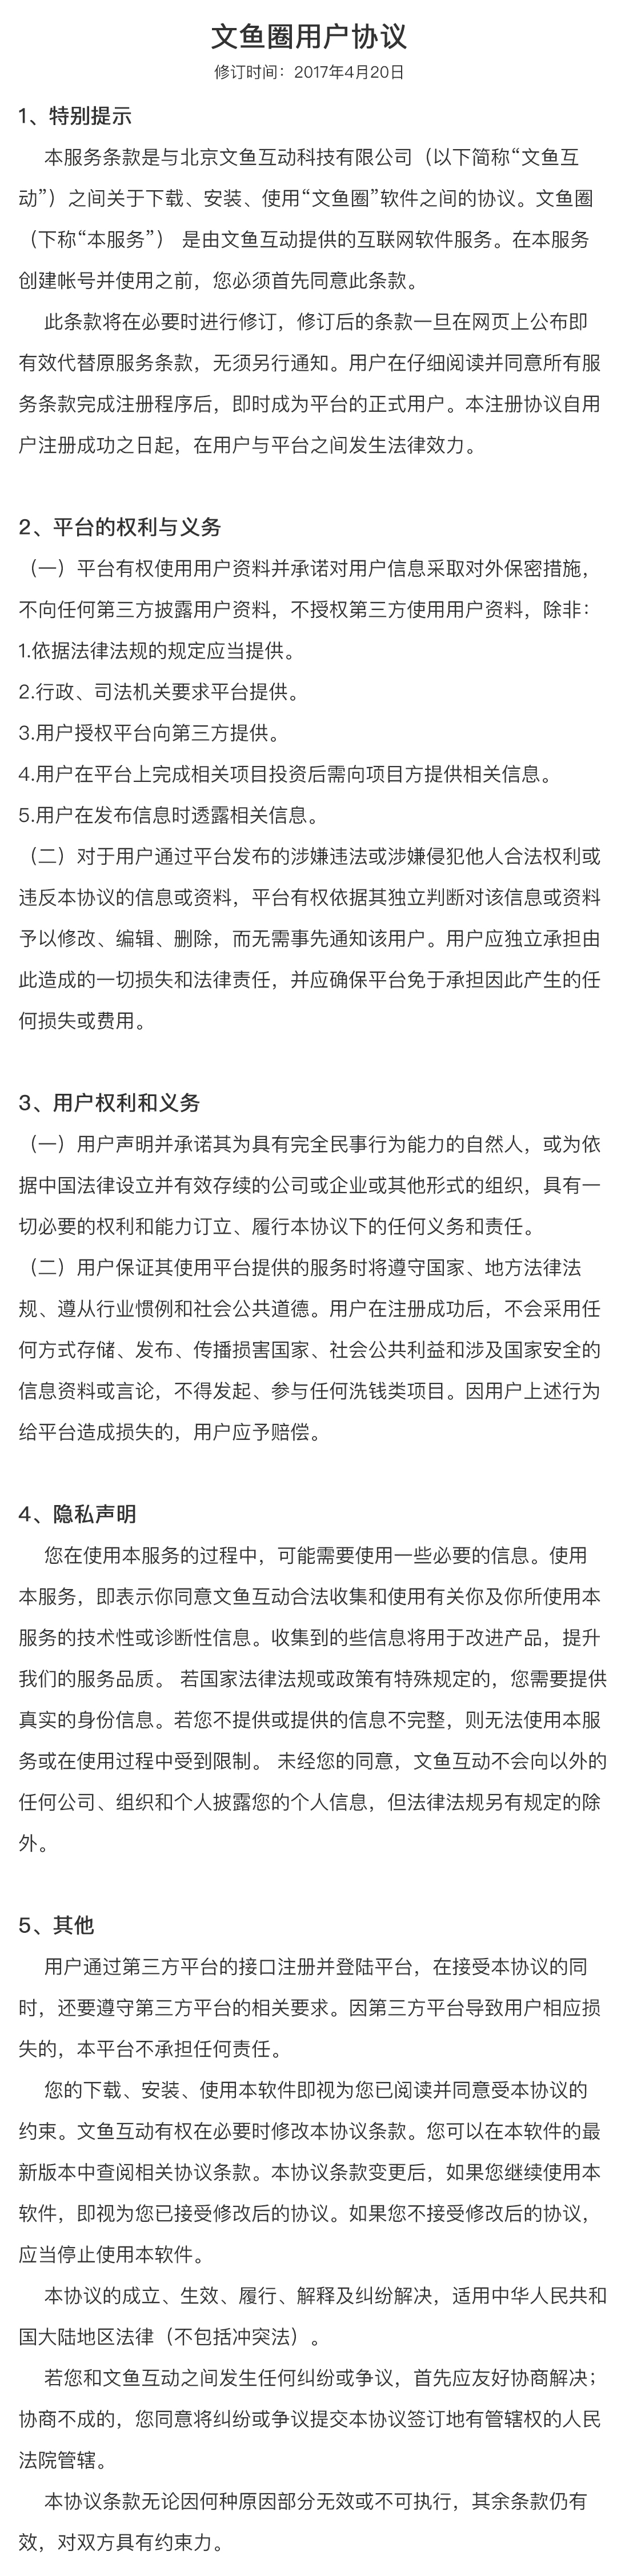 文鱼圈用户协议
修订时间：2017年4月20日
1、特别提示
本服务条款是与北京文鱼互动科技有限公司（以下简称“文鱼互
动”）之间关于下载、安装、使用“文鱼圈”软件之间的协议。文鱼圈
（下称“本服务”） 是由文鱼互动提供的互联网软件服务。在本服务
创建帐号并使用之前，您必须首先同意此条款。
此条款将在必要时进行修订，修订后的条款一旦在网页上公布即
有效代替原服务条款，无须另行通知。用户在仔细阅读并同意所有服
务条款完成注册程序后，即时成为平台的正式用户。本注册协议自用
户注册成功之日起，在用户与平台之间发生法律效力。
2、平台的权利与义务
（一）平台有权使用用户资料并承诺对用户信息采取对外保密措施，
不向任何第三方披露用户资料，不授权第三方使用用户资料，除非：
1.依据法律法规的规定应当提供。
2.行政、司法机关要求平台提供。
3.用户授权平台向第三方提供。
4.用户在平台上完成相关项目投资后需向项目方提供相关信息。
5.用户在发布信息时透露相关信息。
（二）对于用户通过平台发布的涉嫌违法或涉嫌侵犯他人合法权利或
违反本协议的信息或资料，平台有权依据其独立判断对该信息或资料
予以修改、编辑、删除，而无需事先通知该用户。用户应独立承担由
此造成的一切损失和法律责任，并应确保平台免于承担因此产生的任
何损失或费用。
3、用户权利和义务
（一）用户声明并承诺其为具有完全民事行为能力的自然人，或为依
据中国法律设立并有效存续的公司或企业或其他形式的组织，具有一
切必要的权利和能力订立、履行本协议下的任何义务和责任。
（二）用户保证其使用平台提供的服务时将遵守国家、地方法律法
规、遵从行业惯例和社会公共道德。用户在注册成功后，不会采用任
何方式存储、发布、传播损害国家、社会公共利益和涉及国家安全的
信息资料或言论，不得发起、参与任何洗钱类项目。因用户上述行为
给平台造成损失的，用户应予赔偿。
4、隐私声明
您在使用本服务的过程中，可能需要使用一些必要的信息。使用
本服务，即表示你同意文鱼互动合法收集和使用有关你及你所使用本
服务的技术性或诊断性信息。收集到的些信息将用于改进产品，提升
我们的服务品质。 若国家法律法规或政策有特殊规定的，您需要提供
真实的身份信息。若您不提供或提供的信息不完整，则无法使用本服
务或在使用过程中受到限制。 未经您的同意，文鱼互动不会向以外的
任何公司、组织和个人披露您的个人信息，但法律法规另有规定的除
外。
5、其他
用户通过第三方平台的接口注册并登陆平台，在接受本协议的同
时，还要遵守第三方平台的相关要求。因第三方平台导致用户相应损
失的，本平台不承担任何责任。
您的下载、安装、使用本软件即视为您已阅读并同意受本协议的
约束。文鱼互动有权在必要时修改本协议条款。您可以在本软件的最
新版本中查阅相关协议条款。本协议条款变更后，如果您继续使用本
软件，即视为您已接受修改后的协议。如果您不接受修改后的协议，
应当停止使用本软件。
本协议的成立、生效、履行、解释及纠纷解决，适用中华人民共和
国大陆地区法律（不包括冲突法）。
若您和文鱼互动之间发生任何纠纷或争议，首先应友好协商解决；
协商不成的，您同意将纠纷或争议提交本协议签订地有管辖权的人民
法院管辖。
本协议条款无论因何种原因部分无效或不可执行，其余条款仍有
效，对双方具有约束力。